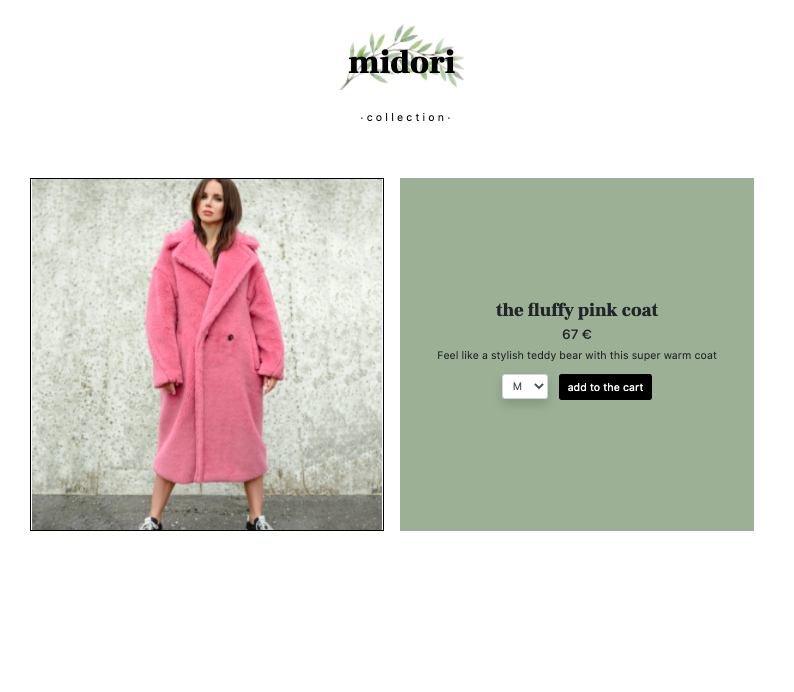 midori
·collection·
the fluffy pink coat
67 €
Feel like a stylish teddy bear with this super warm coat
M
add to the cart